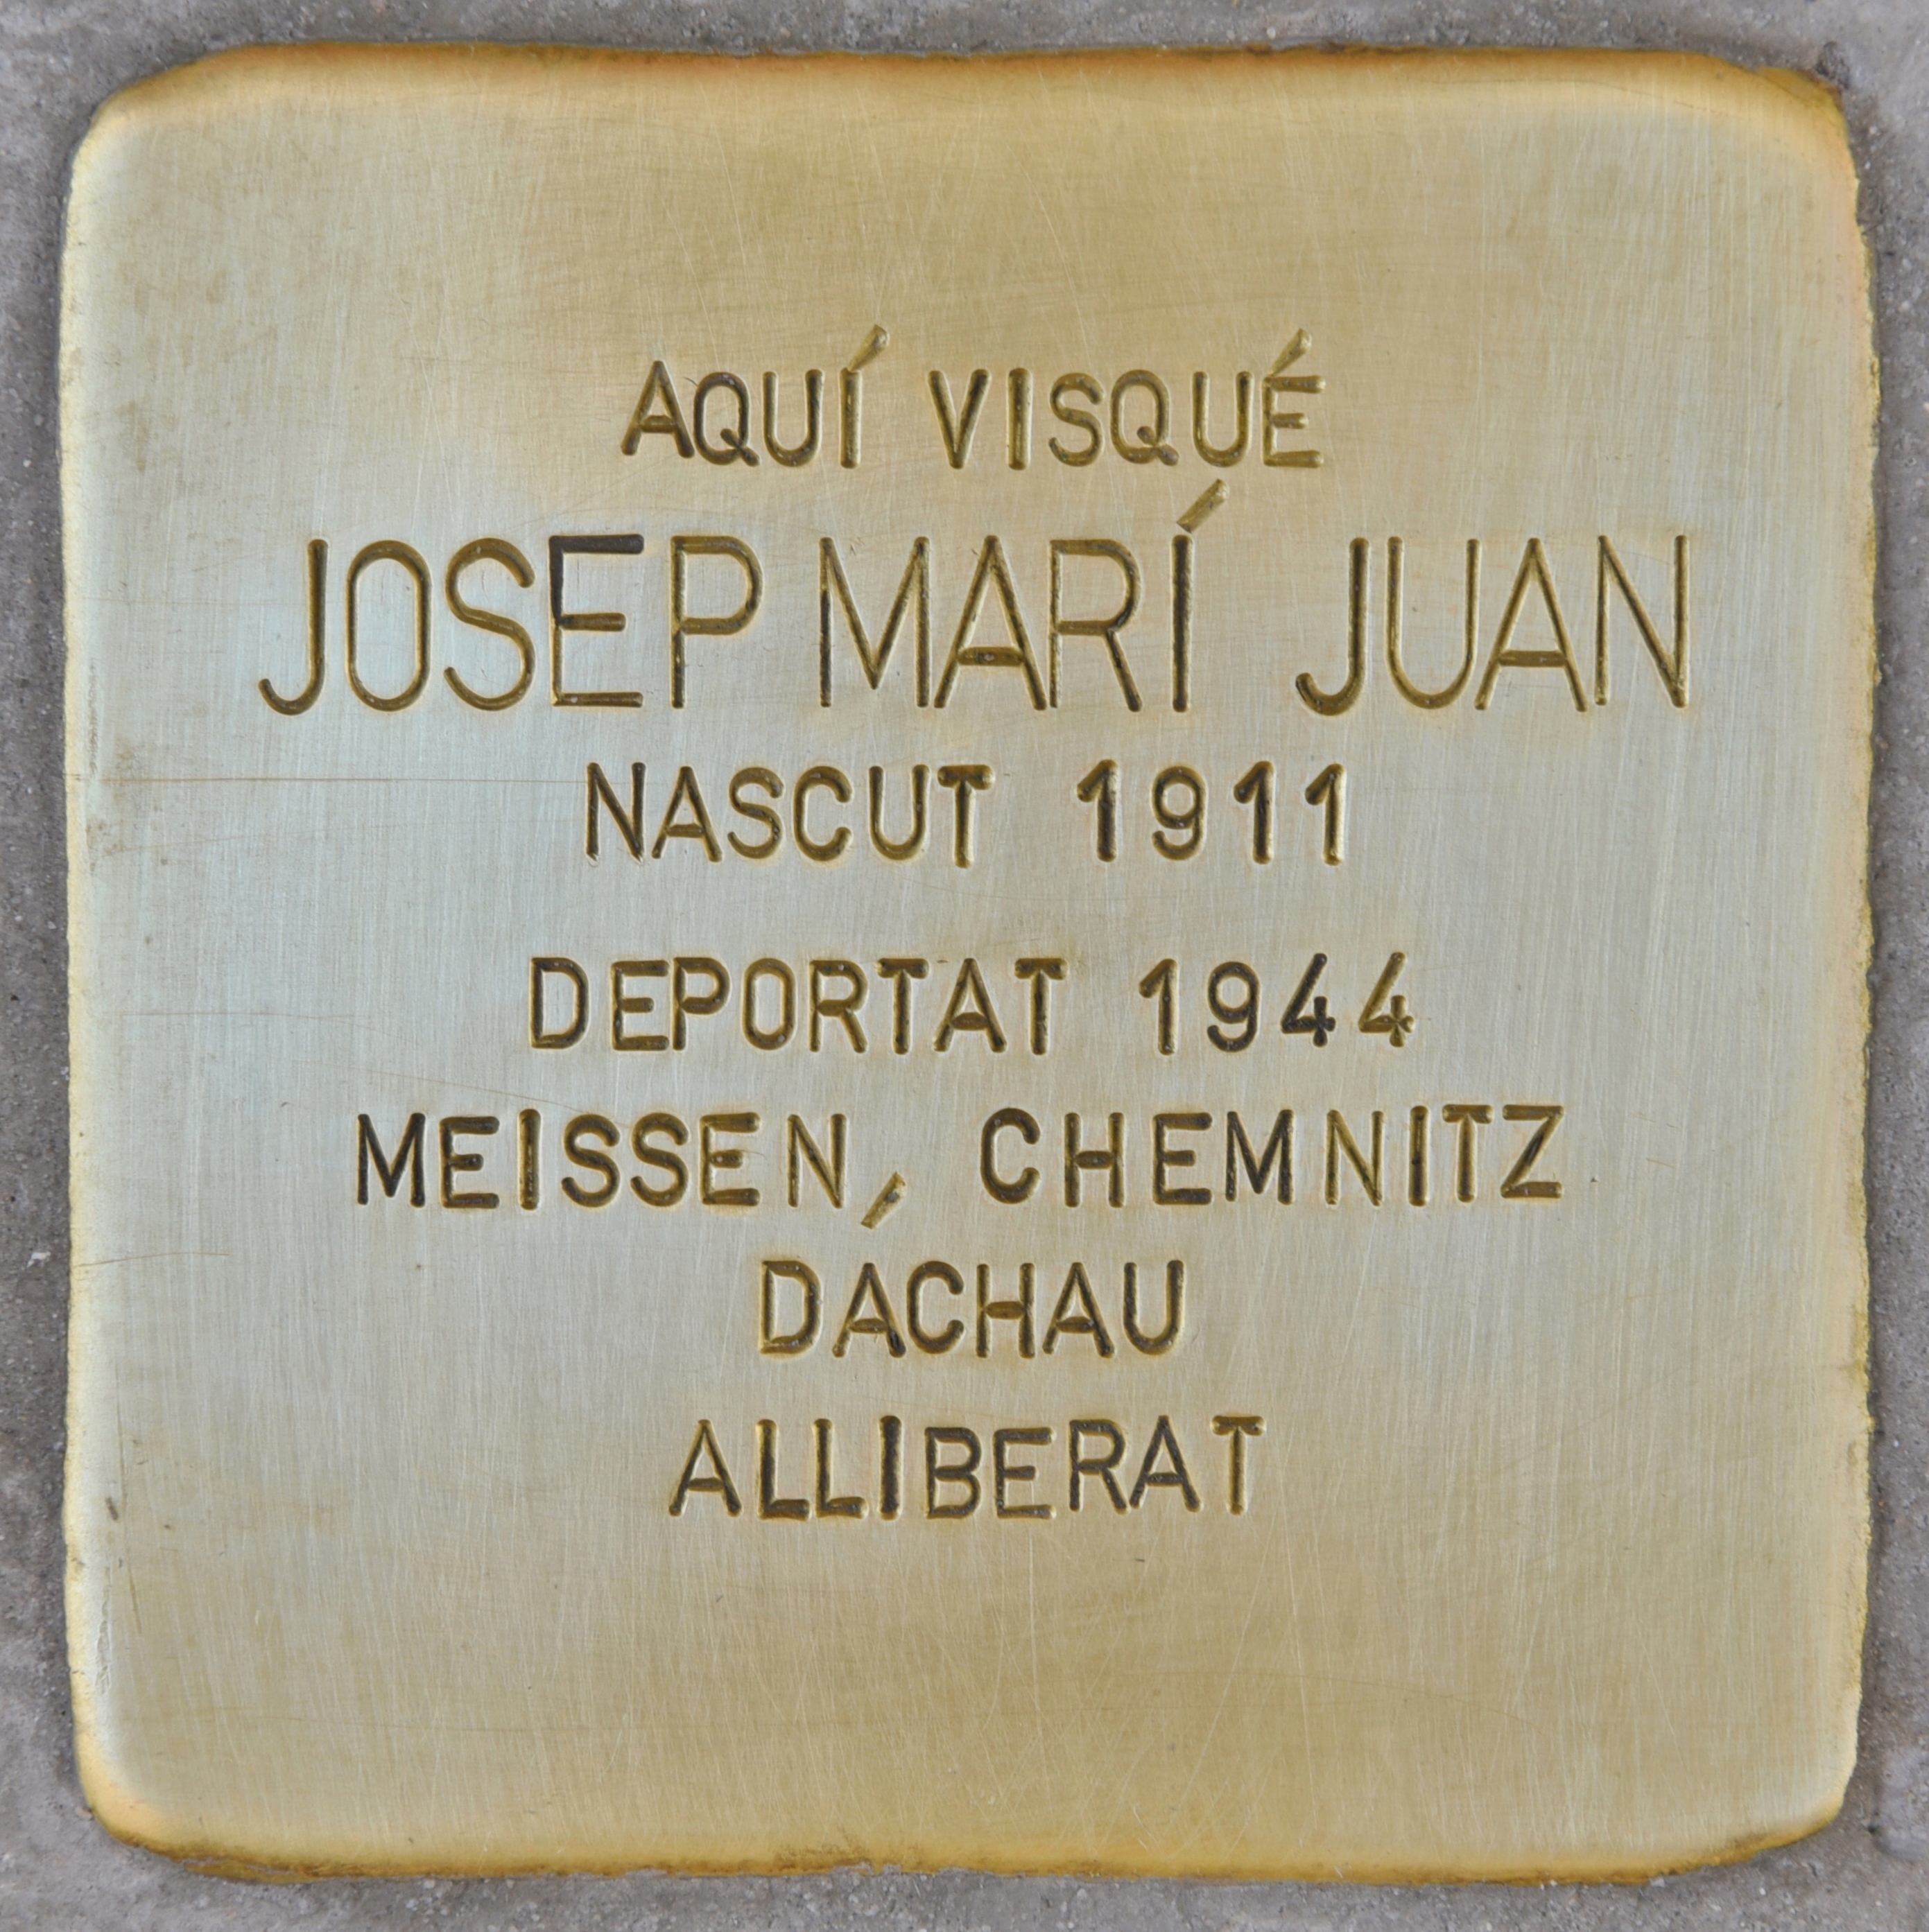 AQUÍ VISQUÉ
JOSEP MARÍ JUAN
NASCUT 1911
DEPORTAT 1944
MEISSEN, CHEMNITZ
DACHAU
ALLIBERAT